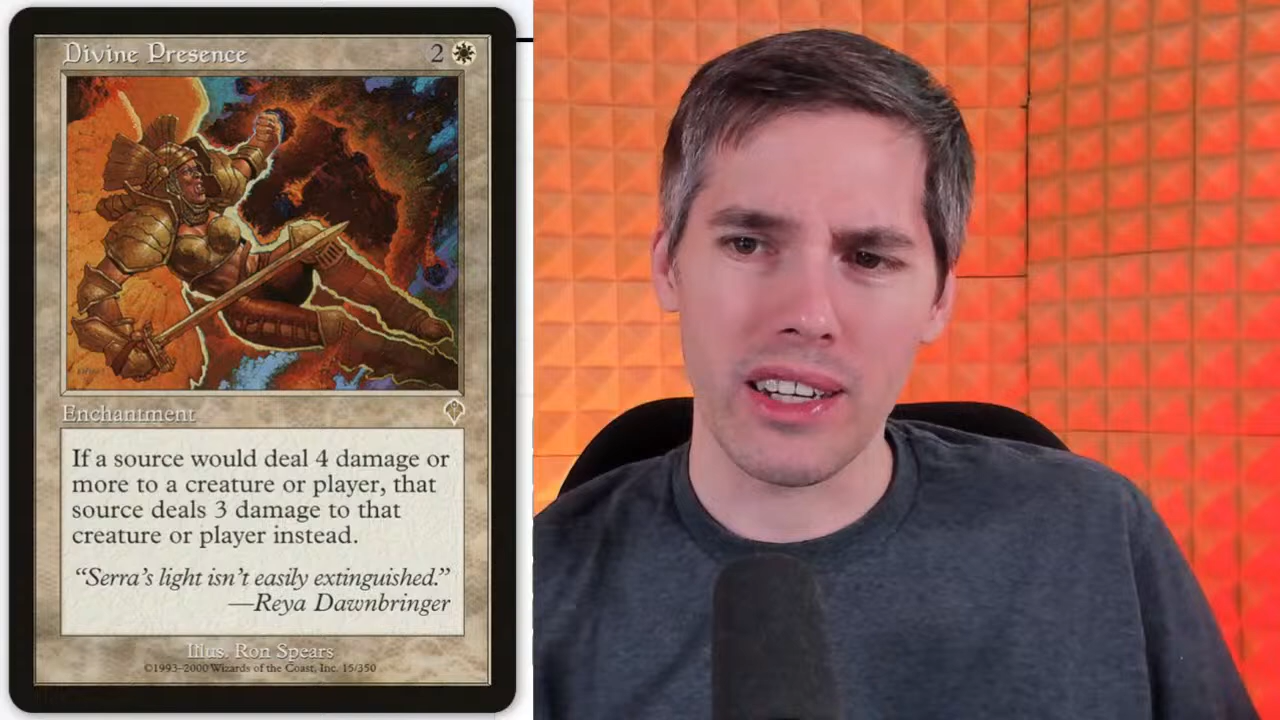 Divine Presence 2
Enchantment
If a source would deal 4 damage or
more to a creature or player, that
source deals 3 damage to that
creature or player instead.
“Serra’s light isn’t easily extinguished.”
—Reya Dawnbringer
Illus. Ron Spears
©1993–2000 Wizards of the Coast, Inc. 15/350